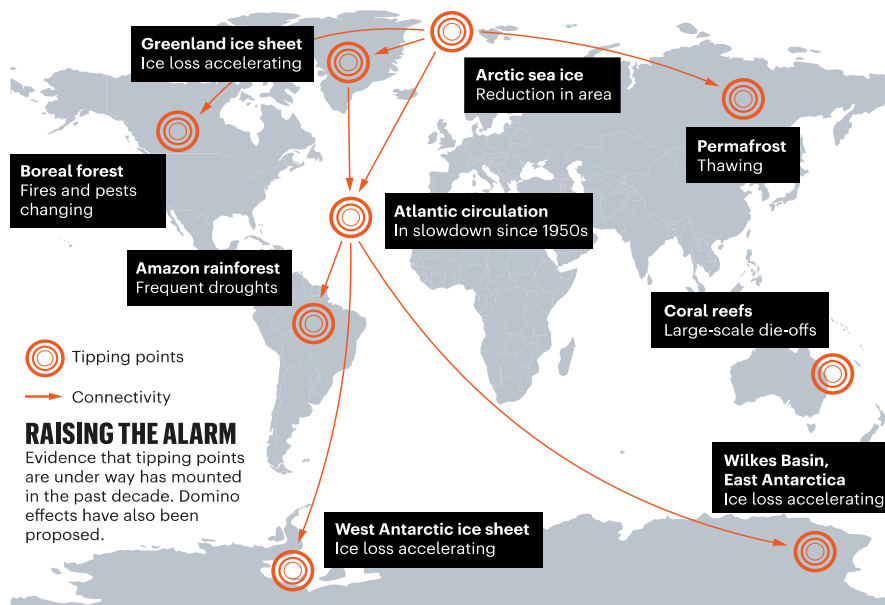 Greenland ice sheet
Ice loss accelerating
Arctic sea ice
Reduction in area
Permafrost
Thawing
Boreal forest
Fires and pests
changing
Atlantic circulation
In slowdown since 1950s
Amazon rainforest
Frequent droughts
Coral reefs
Large-scale die-offs
Tipping points
Connectivity
RAISING THE ALARM
Evidence that tipping points
are under way has mounted
in the past decade. Domino
effects have also been
proposed.
Wilkes Basin,
East Antarctica
Ice loss accelerating
West Antarctic ice sheet
Ice loss accelerating